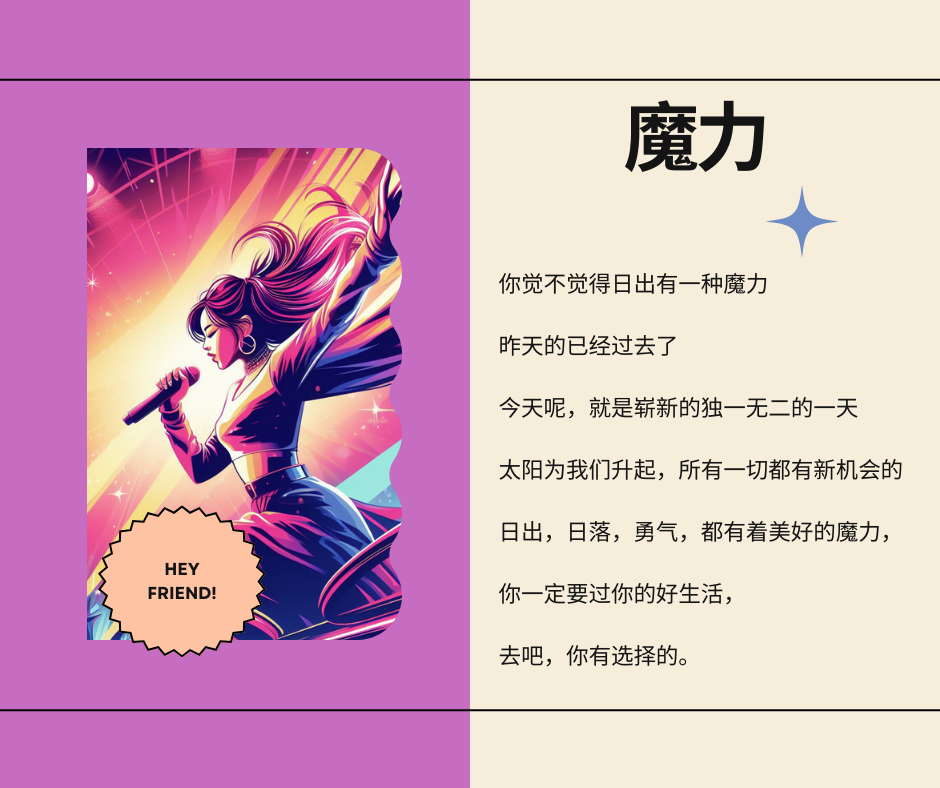 魔力
你觉不觉得日出有一种魔力
昨天的已经过去了
今天呢，就是崭新的独一无二的一天
太阳为我们升起，所有一切都有新机会的
日出，日落，勇气，都有着美好的魔力，
你一定要过你的好生活，
去吧，你有选择的。
HEY
FRIEND!